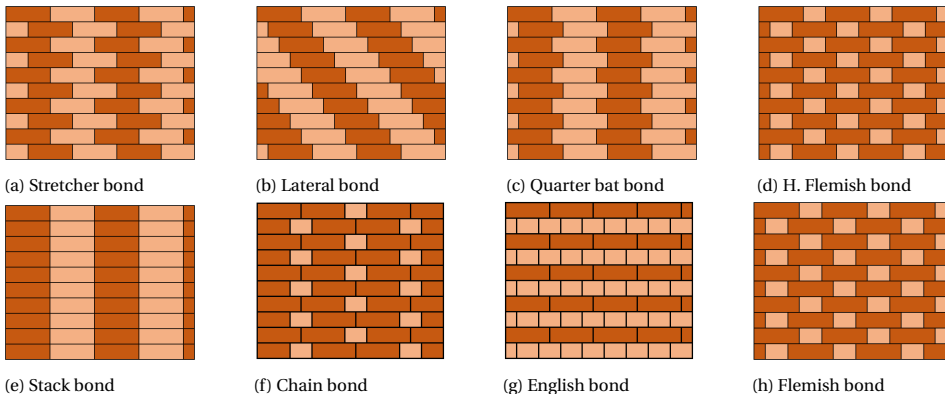 (a) Stretcher bond
(b) Lateral bond
(c) Quarter bat bond
(d) H. Flemish bond
(e) Stack bond
(f) Chain bond
(g) English bond
(h) Flemish bond